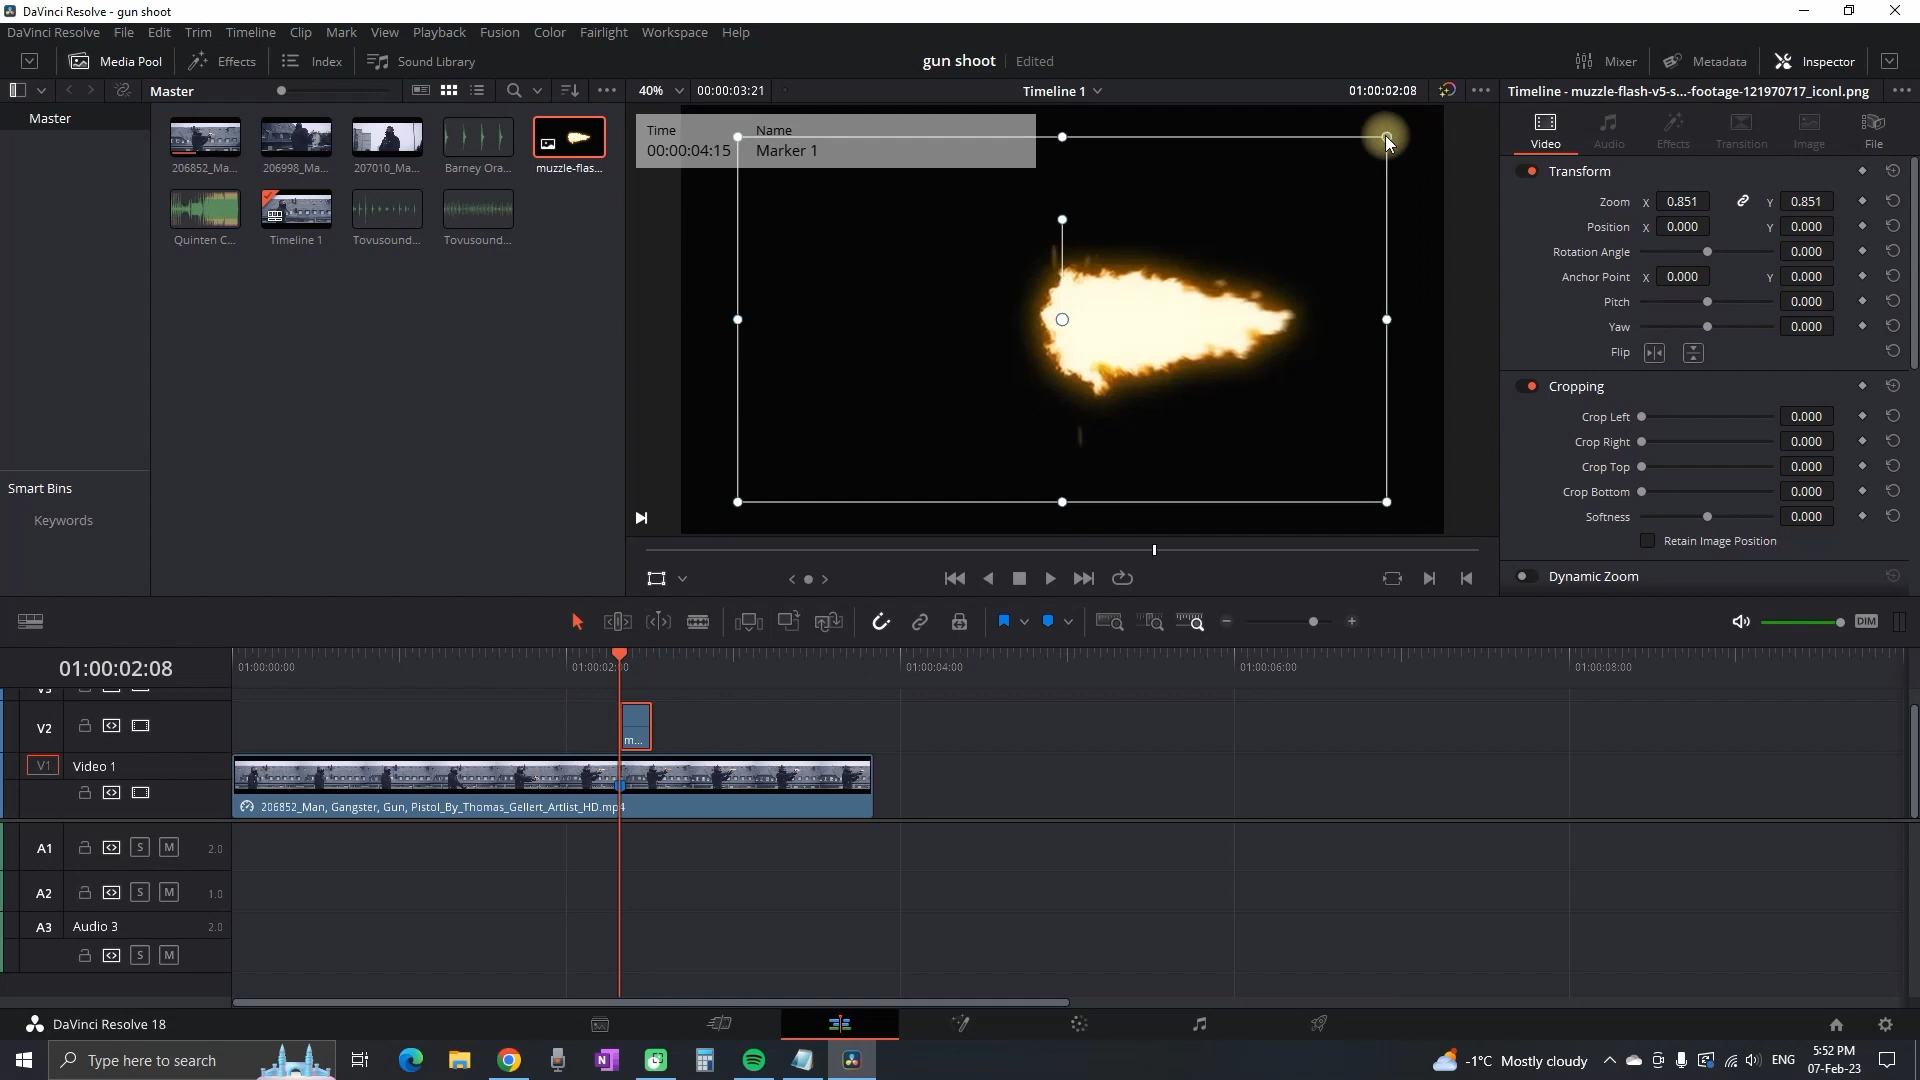 DaVinci Resolve - gun shoot
DaVinci Resolve File Edit Trim Timeline Clip Mark View Playback Fusion Color Fairlight Workspace Help
Media Pool Effects Index Sound Library gun shoot Edited Mixer Metadata Inspector
Master 40% 00:00:03:21 Timeline 1 01:00:02:08 Timeline - muzzle-flash-v5-s...-footage-121970717_iconl.png
Master
206852_Ma... 206998_Ma... 207010_Ma... Barney Ora... muzzle-flas...
Quinten C... Timeline 1 Tovusound... Tovusound...
Smart Bins
Keywords
Time Name
00:00:04:15 Marker 1
Video Audio Effects Transition Image File
Transform
Zoom X 0.851 Y 0.851
Position X 0.000 Y 0.000
Rotation Angle 0.000
Anchor Point X 0.000 Y 0.000
Pitch 0.000
Yaw 0.000
Flip
Cropping
Crop Left 0.000
Crop Right 0.000
Crop Top 0.000
Crop Bottom 0.000
Softness 0.000
Retain Image Position
Dynamic Zoom
DIM
01:00:02:08 01:00:00:00 01:00:02:00 01:00:04:00 01:00:06:00 01:00:08:00
V3
V2 m...
V1 Video 1
206852_Man, Gangster, Gun, Pistol_By_Thomas_Gellert_Artlist_HD.mp4
A1 S M 2.0
A2 S M 1.0
A3 Audio 3 2.0
S M
DaVinci Resolve 18
Type here to search -1°C Mostly cloudy ENG 5:52 PM
07-Feb-23